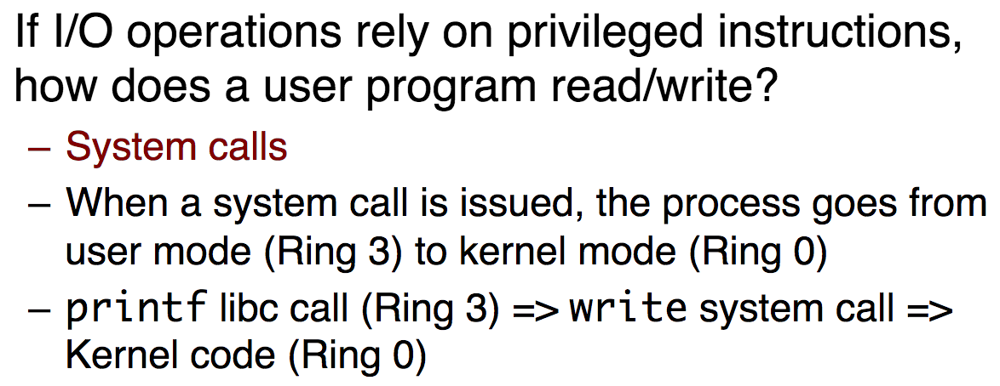 If I/O operations rely on privileged instructions,
how does a user program read/write?
– System calls
– When a system call is issued, the process goes from
user mode (Ring 3) to kernel mode (Ring 0)
– printf libc call (Ring 3) => write system call =>
Kernel code (Ring 0)